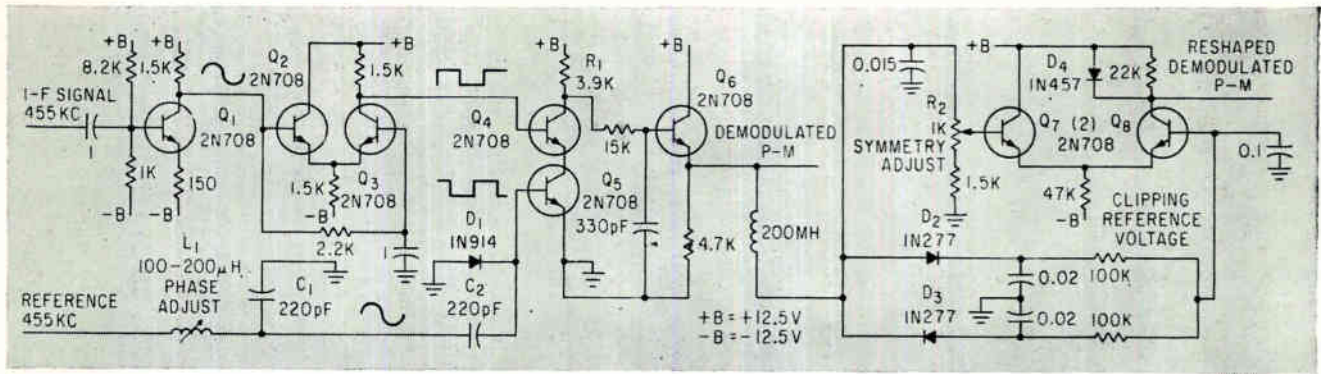 +B +B
8.2K
1.5K
I-F SIGNAL
455KC
1
1K
-B
Q1
2N708
150
-B
Q2
2N708
+B
1.5K
1.5K
-B
Q3
2N708
2.2K
1
L1
100-200μH
PHASE
ADJUST
REFERENCE
455KC
C1
220pF
D1
1N914
C2
220pF
+B
R1
3.9K
Q4
2N708
Q5
2N708
15K
330pF
+B
Q6
2N708
DEMODULATED
P-M
4.7K
200MH
+B = +12.5V
-B = -12.5V
0.015
R2
1K
SYMMETRY
ADJUST
1.5K
+B
D4
1N457
22K
RESHAPED
DEMODULATED
P-M
Q7 (2) Q8
2N708
47K
-B
0.1
CLIPPING
REFERENCE
VOLTAGE
D2
1N277
0.02
100K
D3
1N277
0.02
100K